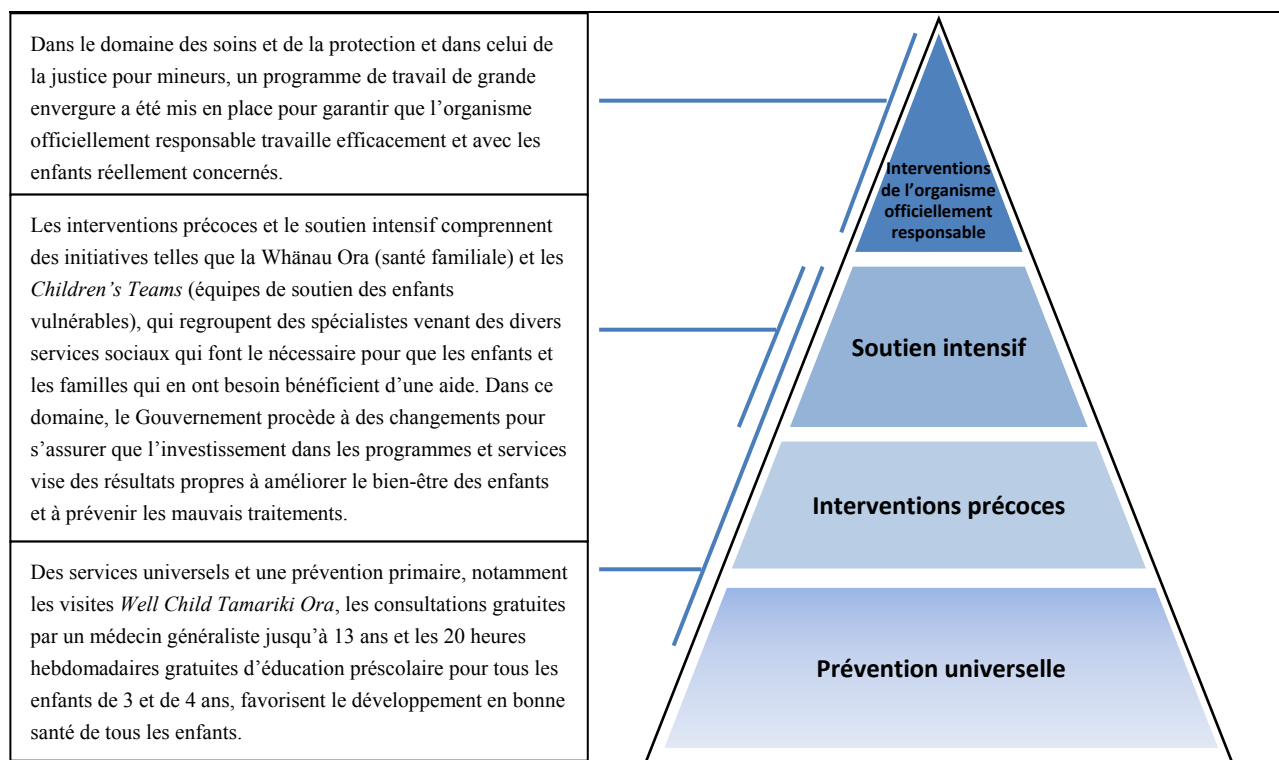 Dans le domaine des soins et de la protection et dans celui de
la justice pour mineurs, un programme de travail de grande
envergure a été mis en place pour garantir que l’organisme
officiellement responsable travaille efficacement et avec les
enfants réellement concernés.
Les interventions précoces et le soutien intensif comprennent
des initiatives telles que la Whänau Ora (santé familiale) et les
Children’s Teams (équipes de soutien des enfants
vulnérables), qui regroupent des spécialistes venant des divers
services sociaux qui font le nécessaire pour que les enfants et
les familles qui en ont besoin bénéficient d’une aide. Dans ce
domaine, le Gouvernement procède à des changements pour
s’assurer que l’investissement dans les programmes et services
vise des résultats propres à améliorer le bien-être des enfants
et à prévenir les mauvais traitements.
Des services universels et une prévention primaire, notamment
les visites Well Child Tamariki Ora, les consultations gratuites
par un médecin généraliste jusqu’à 13 ans et les 20 heures
hebdomadaires gratuites d’éducation préscolaire pour tous les
enfants de 3 et de 4 ans, favorisent le développement en bonne
santé de tous les enfants.
Interventions
de l’organisme
officiellement
responsable
Soutien intensif
Interventions précoces
Prévention universelle